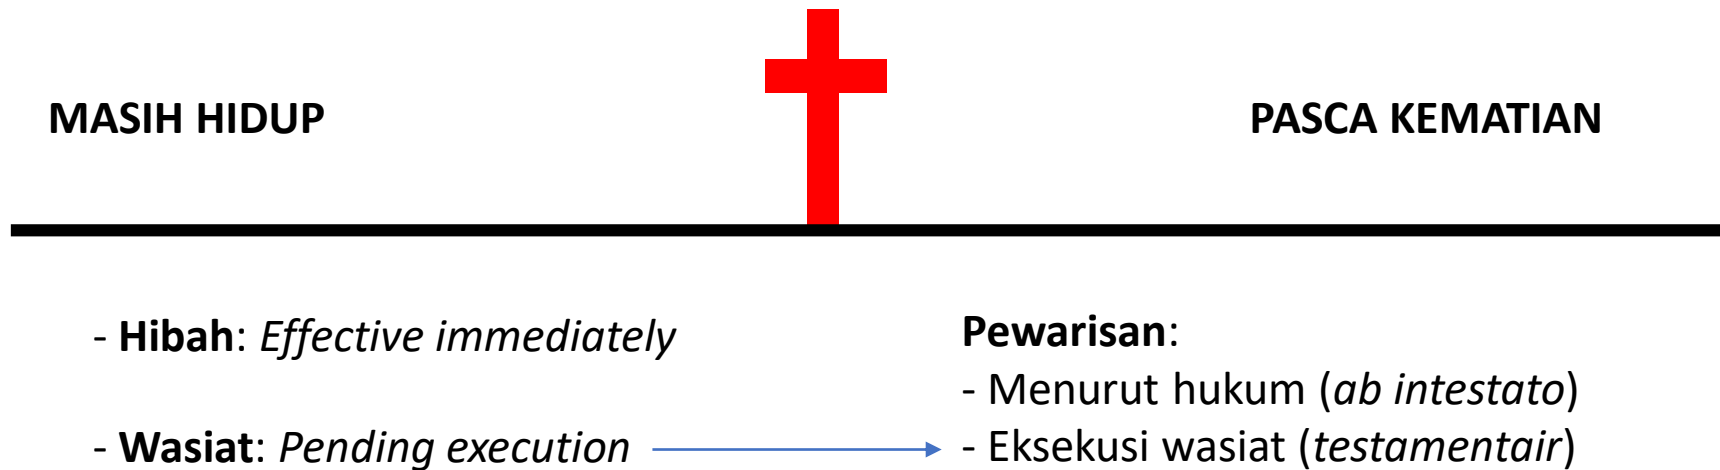 MASIH HIDUP
PASCA KEMATIAN
- Hibah: Effective immediately
- Wasiat: Pending execution
Pewarisan:
- Menurut hukum (ab intestato)
- Eksekusi wasiat (testamentair)